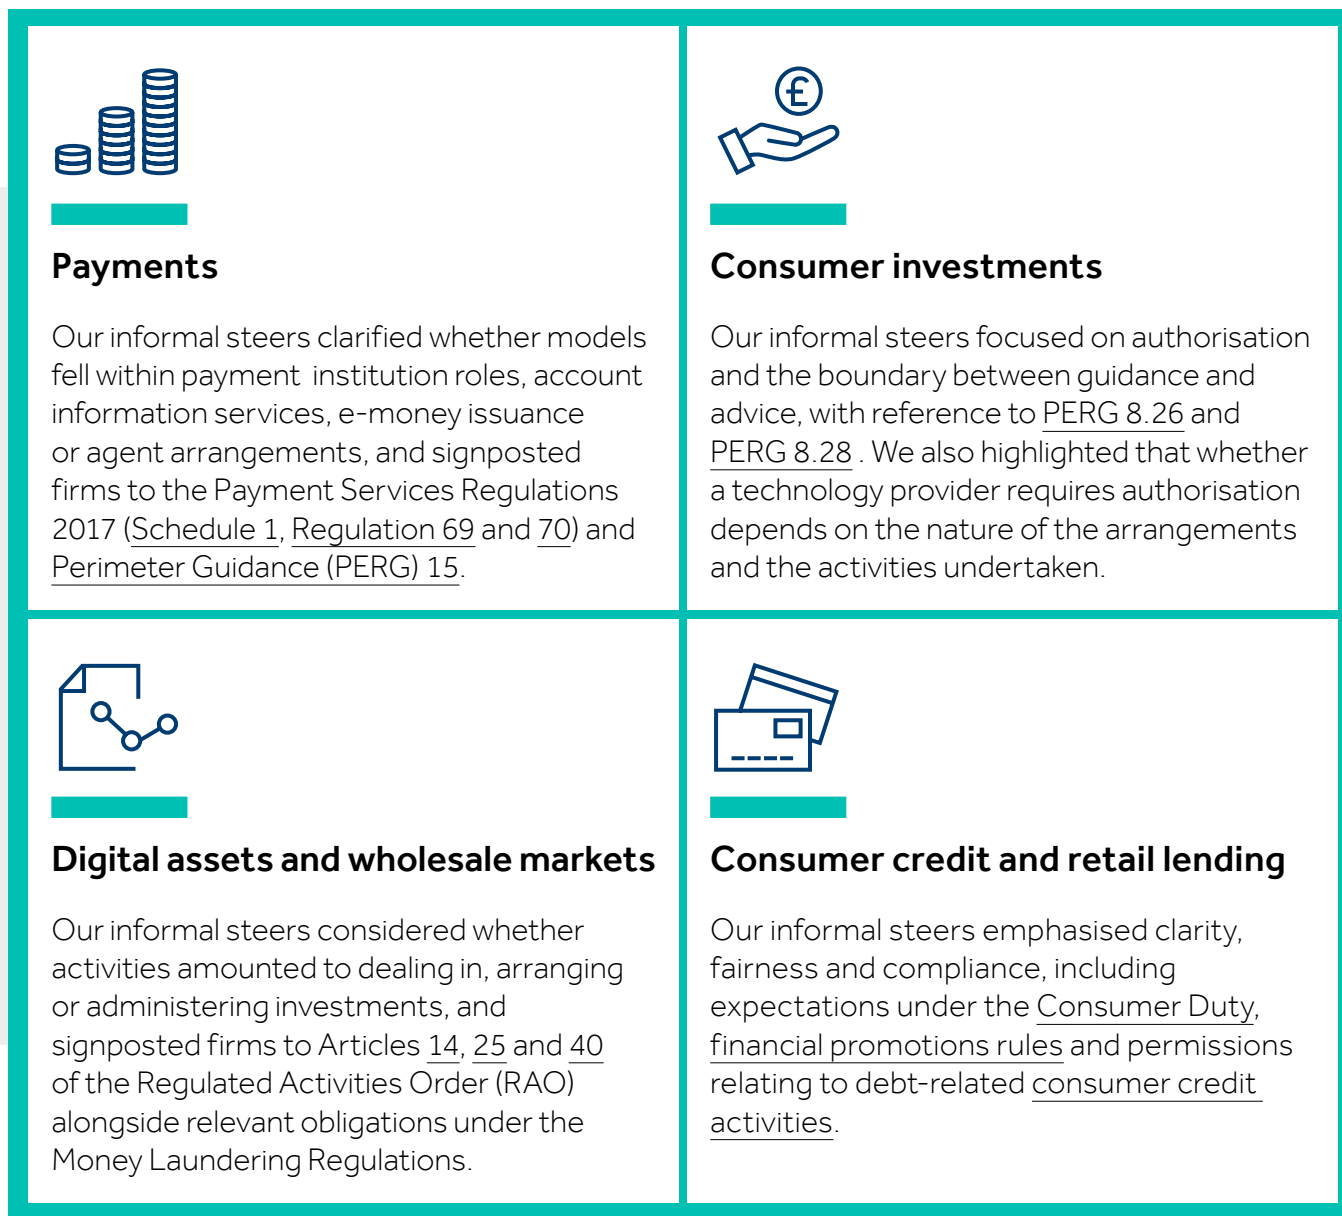 £
Payments
Our informal steers clarified whether models
fell within payment institution roles, account
information services, e-money issuance
or agent arrangements, and signposted
firms to the Payment Services Regulations
2017 (Schedule 1, Regulation 69 and 70) and
Perimeter Guidance (PERG) 15.
Consumer investments
Our informal steers focused on authorisation
and the boundary between guidance and
advice, with reference to PERG 8.26 and
PERG 8.28 . We also highlighted that whether
a technology provider requires authorisation
depends on the nature of the arrangements
and the activities undertaken.
Digital assets and wholesale markets
Our informal steers considered whether
activities amounted to dealing in, arranging
or administering investments, and
signposted firms to Articles 14, 25 and 40
of the Regulated Activities Order (RAO)
alongside relevant obligations under the
Money Laundering Regulations.
Consumer credit and retail lending
Our informal steers emphasised clarity,
fairness and compliance, including
expectations under the Consumer Duty,
financial promotions rules and permissions
relating to debt-related consumer credit
activities.